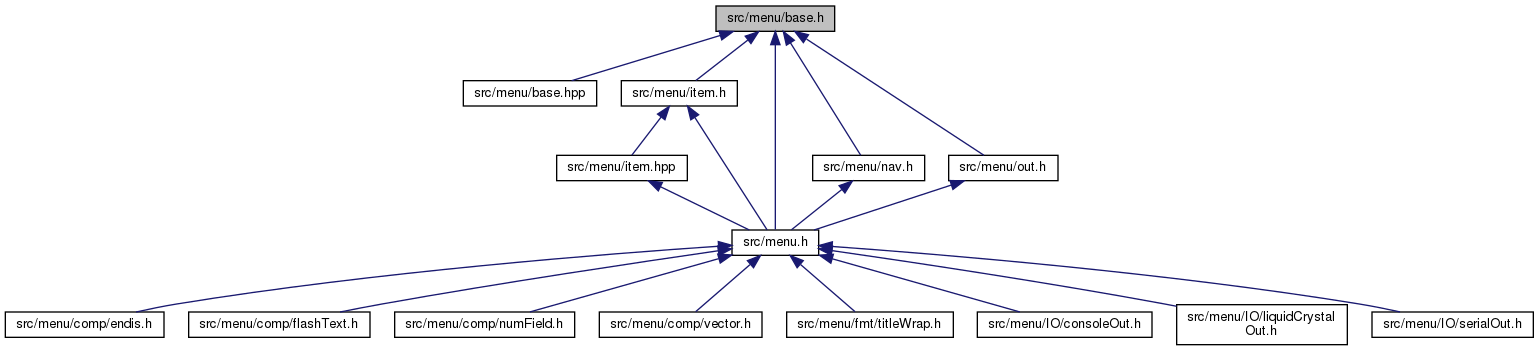 src/menu/base.h
src/menu/base.hpp
src/menu/item.h
src/menu/item.hpp
src/menu/nav.h
src/menu/out.h
src/menu.h
src/menu/comp/endis.h
src/menu/comp/flashText.h
src/menu/comp/numField.h
src/menu/comp/vector.h
src/menu/fmt/titleWrap.h
src/menu/IO/consoleOut.h
src/menu/IO/liquidCrystal
Out.h
src/menu/IO/serialOut.h